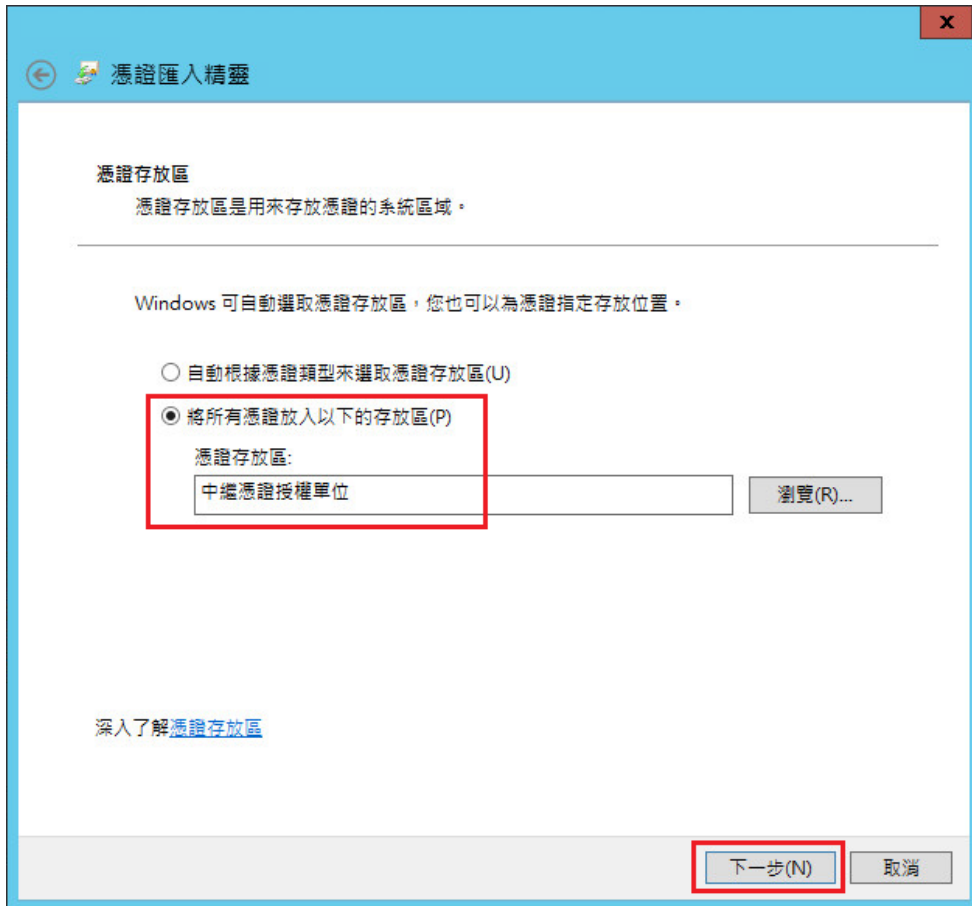 x
憑證匯入精靈
憑證存放區
憑證存放區是用來存放憑證的系統區域。
Windows 可自動選取憑證存放區，您也可以為憑證指定存放位置。
自動根據憑證類型來選取憑證存放區(U)
將所有憑證放入以下的存放區(P)
憑證存放區:
中繼憑證授權單位 瀏覽(R)...
深入了解憑證存放區
下一步(N) 取消